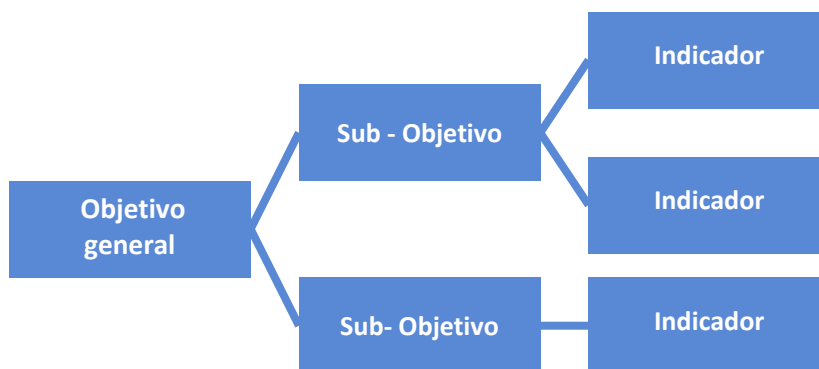 Indicador
Sub - Objetivo
Indicador
Objetivo
general
Sub- Objetivo
Indicador